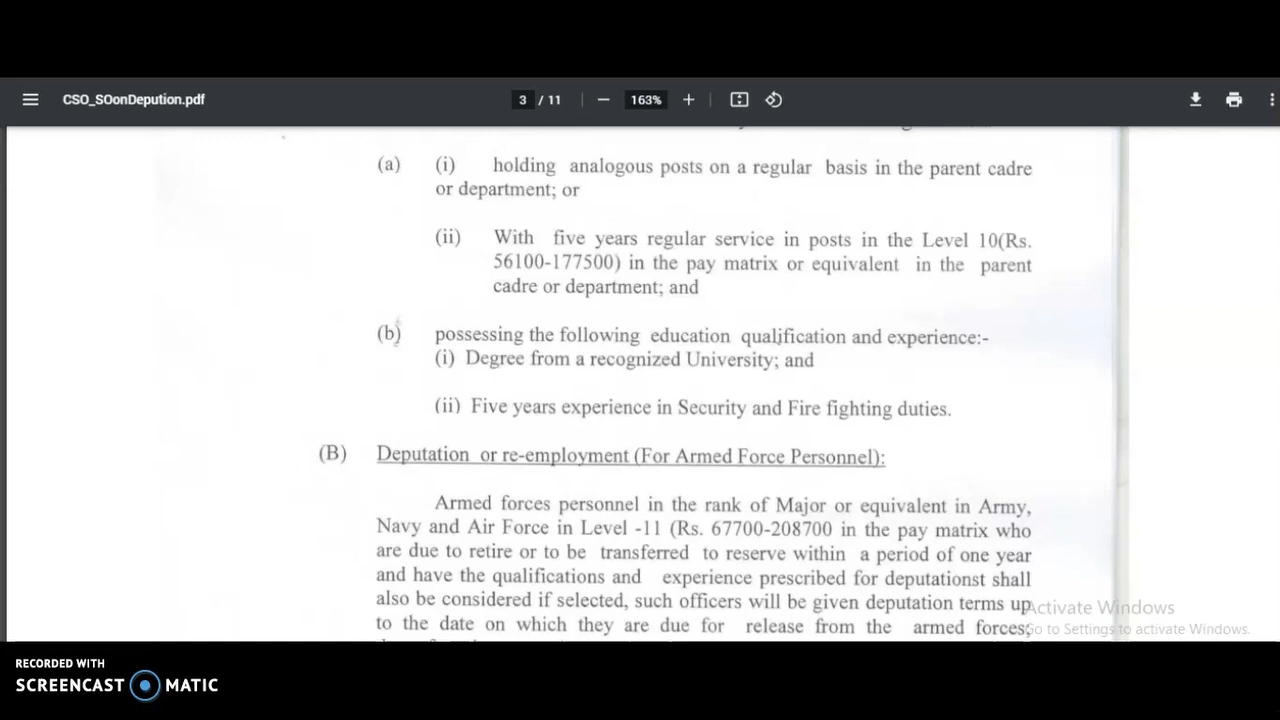 CSO_SOonDepution.pdf
3 / 11
163%
(a) (i) holding analogous posts on a regular basis in the parent cadre
or department; or
(ii) With five years regular service in posts in the Level 10(Rs.
56100-177500) in the pay matrix or equivalent in the parent
cadre or department; and
(b) possessing the following education qualification and experience:-
(i) Degree from a recognized University; and
(ii) Five years experience in Security and Fire fighting duties.
(B) Deputation or re-employment (For Armed Force Personnel):
Armed forces personnel in the rank of Major or equivalent in Army,
Navy and Air Force in Level -11 (Rs. 67700-208700 in the pay matrix who
are due to retire or to be transferred to reserve within a period of one year
and have the qualifications and experience prescribed for deputationst shall
also be considered if selected, such officers will be given deputation terms up
to the date on which they are due for release from the armed forces;
Activate Windows
Go to Settings to activate Windows.
RECORDED WITH
SCREENCAST MATIC